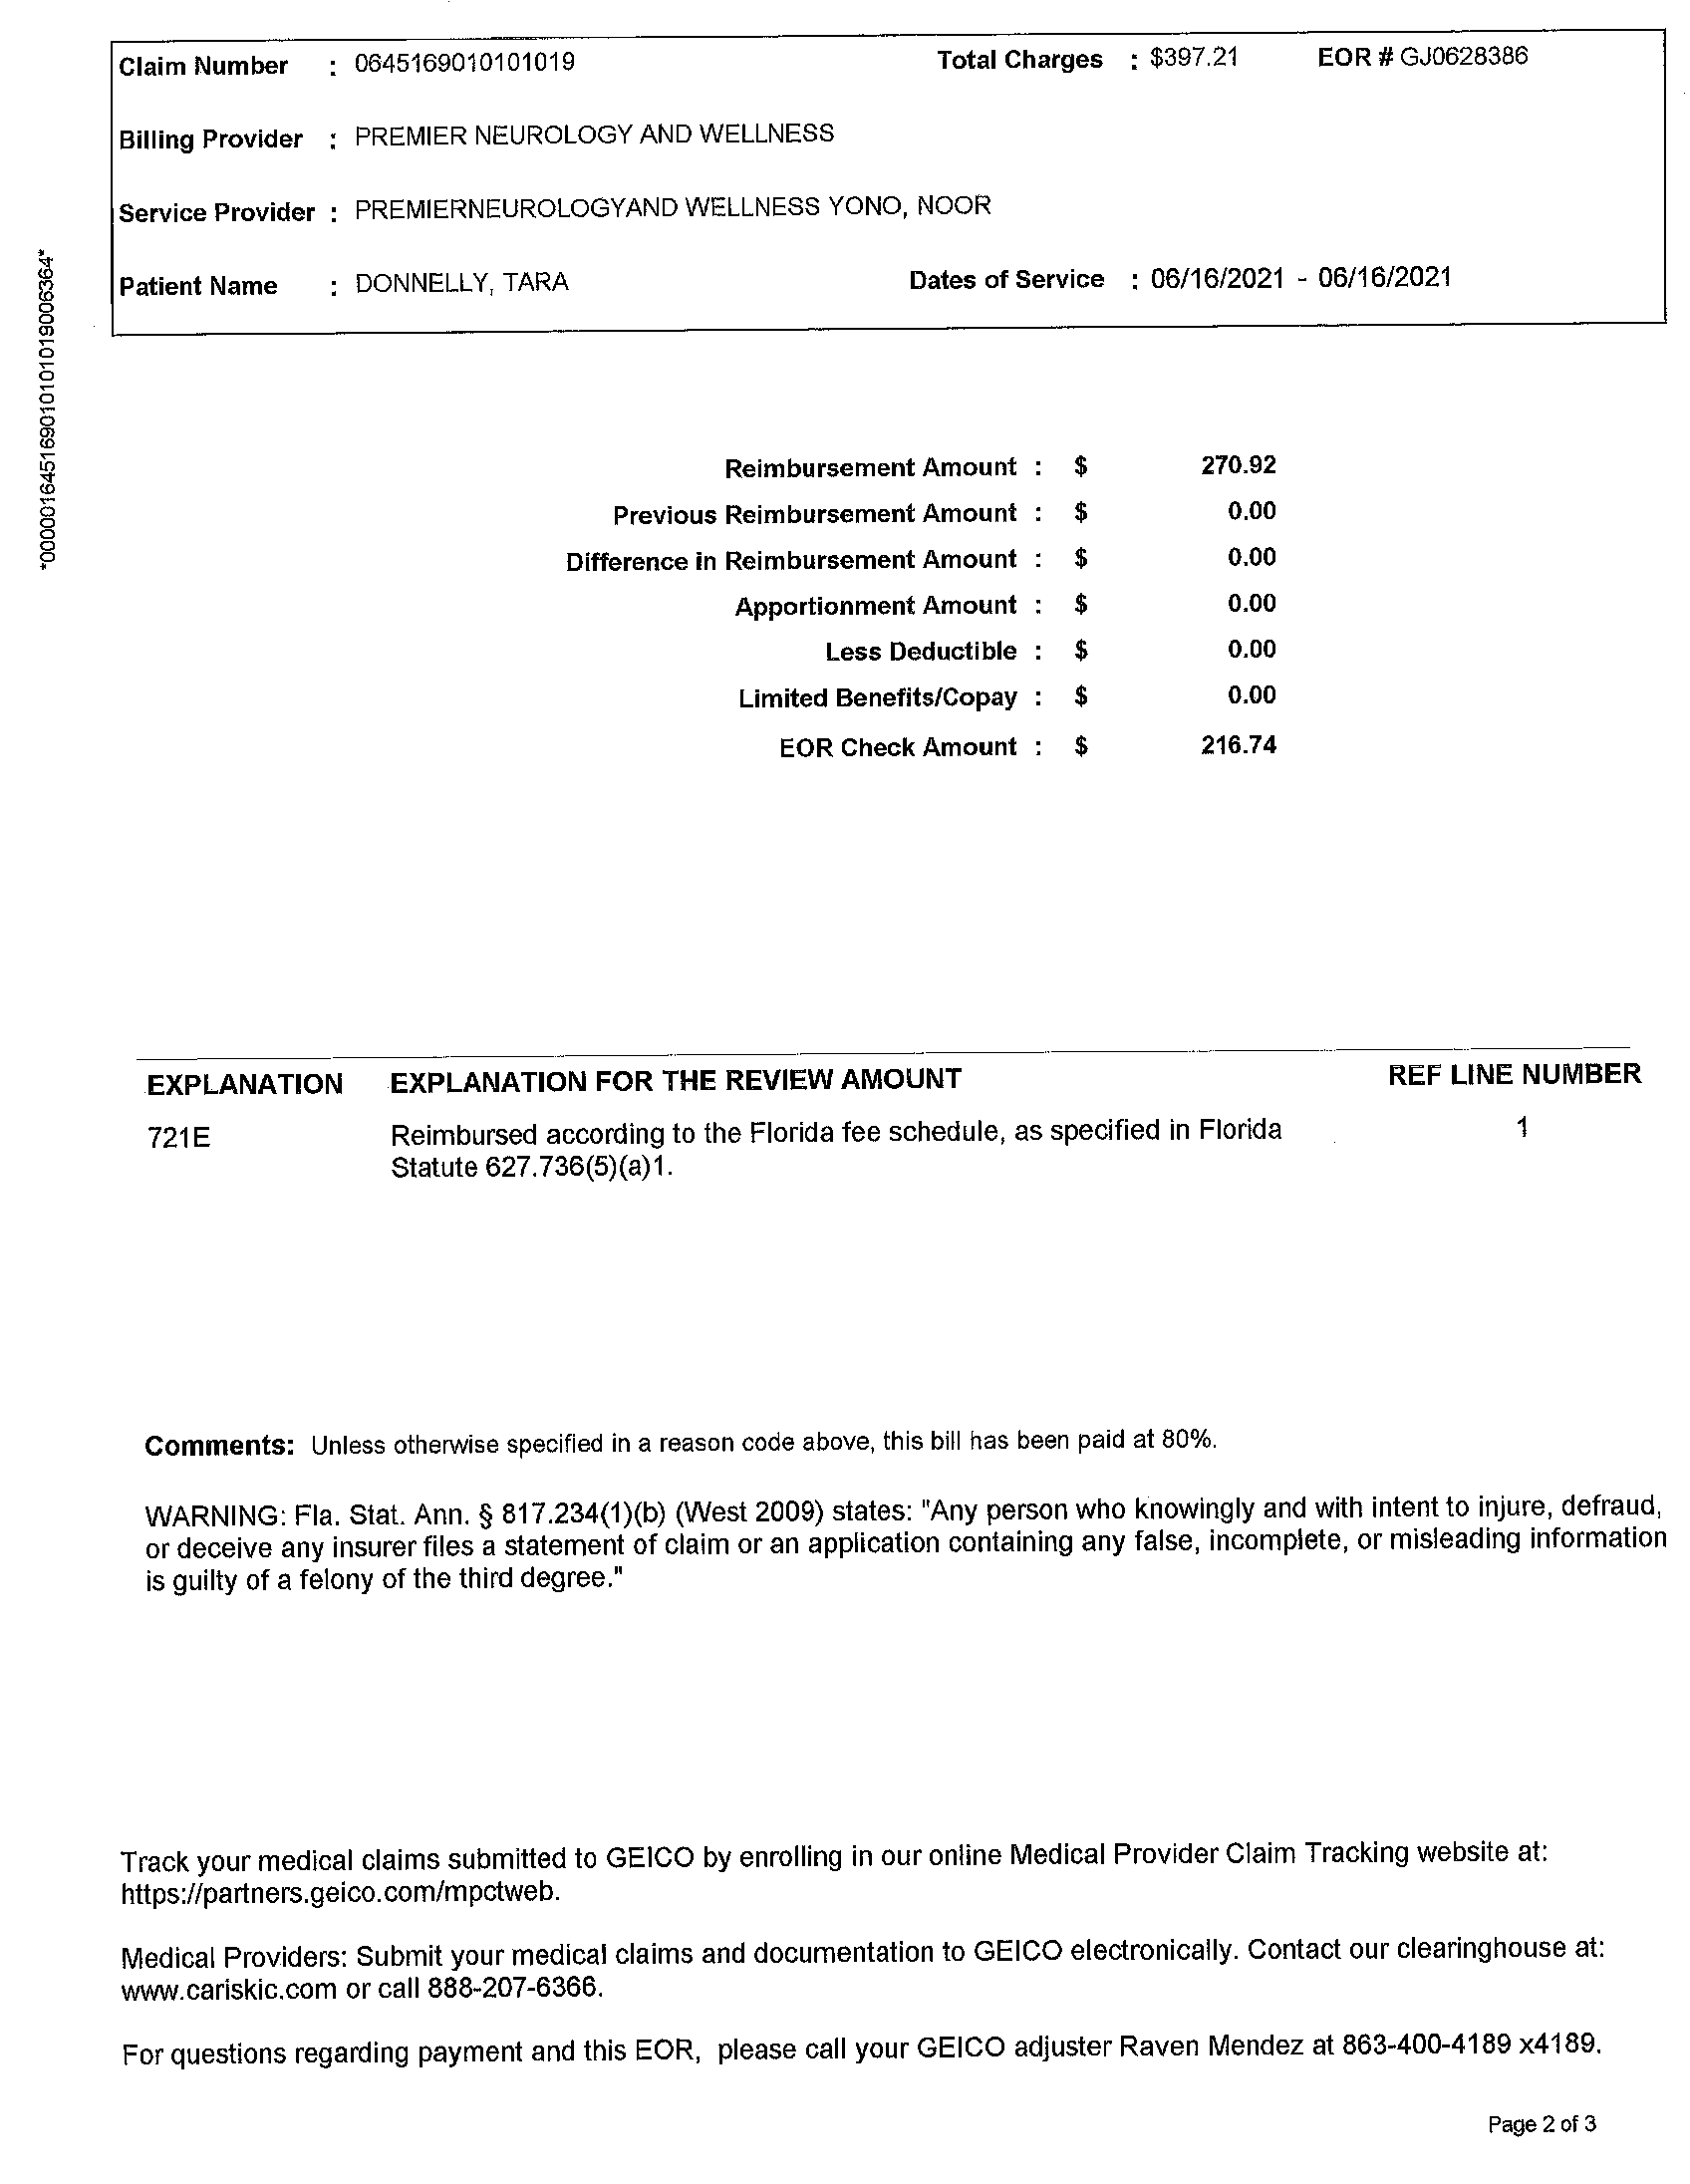 Claim Number : 0645169010101019 Total Charges : $397.21 EOR # GJ0628386
Billing Provider : PREMIER NEUROLOGY AND WELLNESS
Service Provider : PREMIERNEUROLOGYAND WELLNESS YONO, NOOR
Patient Name : DONNELLY, TARA Dates of Service : 06/16/2021 - 06/16/2021
*000001645169010101019006364*
Reimbursement Amount : $ 270.92
Previous Reimbursement Amount : $ 0.00
Difference in Reimbursement Amount : $ 0.00
Apportionment Amount : $ 0.00
Less Deductible : $ 0.00
Limited Benefits/Copay : $ 0.00
EOR Check Amount : $ 216.74
EXPLANATION EXPLANATION FOR THE REVIEW AMOUNT REF LINE NUMBER
721E Reimbursed according to the Florida fee schedule, as specified in Florida 1
Statute 627.736(5)(a)1.
Comments: Unless otherwise specified in a reason code above, this bill has been paid at 80%.
WARNING: Fla. Stat. Ann. § 817.234(1)(b) (West 2009) states: "Any person who knowingly and with intent to injure, defraud,
or deceive any insurer files a statement of claim or an application containing any false, incomplete, or misleading information
is guilty of a felony of the third degree."
Track your medical claims submitted to GEICO by enrolling in our online Medical Provider Claim Tracking website at:
https://partners.geico.com/mpctweb.
Medical Providers: Submit your medical claims and documentation to GEICO electronically. Contact our clearinghouse at:
www.cariskic.com or call 888-207-6366.
For questions regarding payment and this EOR, please call your GEICO adjuster Raven Mendez at 863-400-4189 x4189.
Page 2 of 3